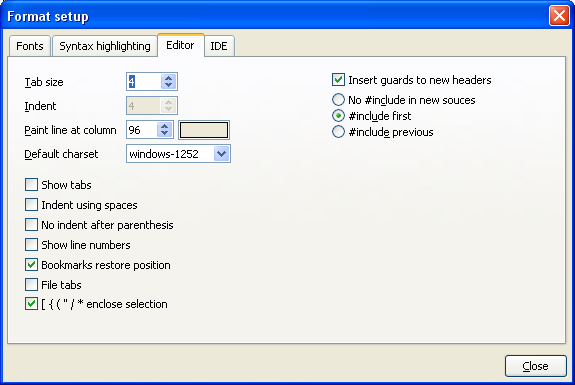 Format setup
Fonts Syntax highlighting Editor IDE
Tab size 4
Indent 4
Paint line at column 96
Default charset windows-1252
Show tabs
Indent using spaces
No indent after parenthesis
Show line numbers
Bookmarks restore position
File tabs
[ { ( " / * enclose selection
Insert guards to new headers
No #include in new souces
#include first
#include previous
Close